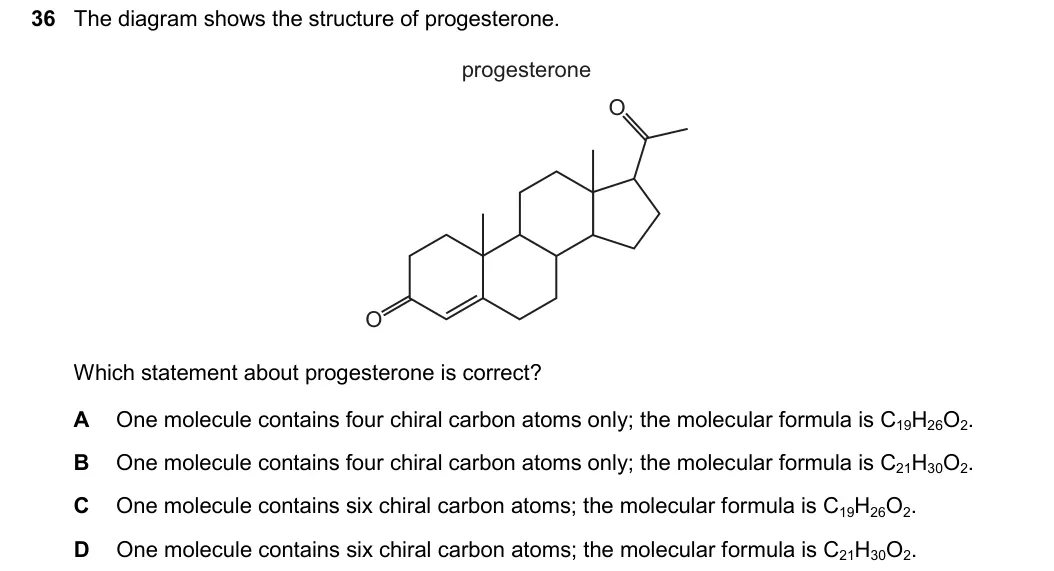 36 The diagram shows the structure of progesterone.
progesterone
O
O
Which statement about progesterone is correct?
A One molecule contains four chiral carbon atoms only; the molecular formula is C₁₉H₂₆O₂.
B One molecule contains four chiral carbon atoms only; the molecular formula is C₂₁H₃₀O₂.
C One molecule contains six chiral carbon atoms; the molecular formula is C₁₉H₂₆O₂.
D One molecule contains six chiral carbon atoms; the molecular formula is C₂₁H₃₀O₂.